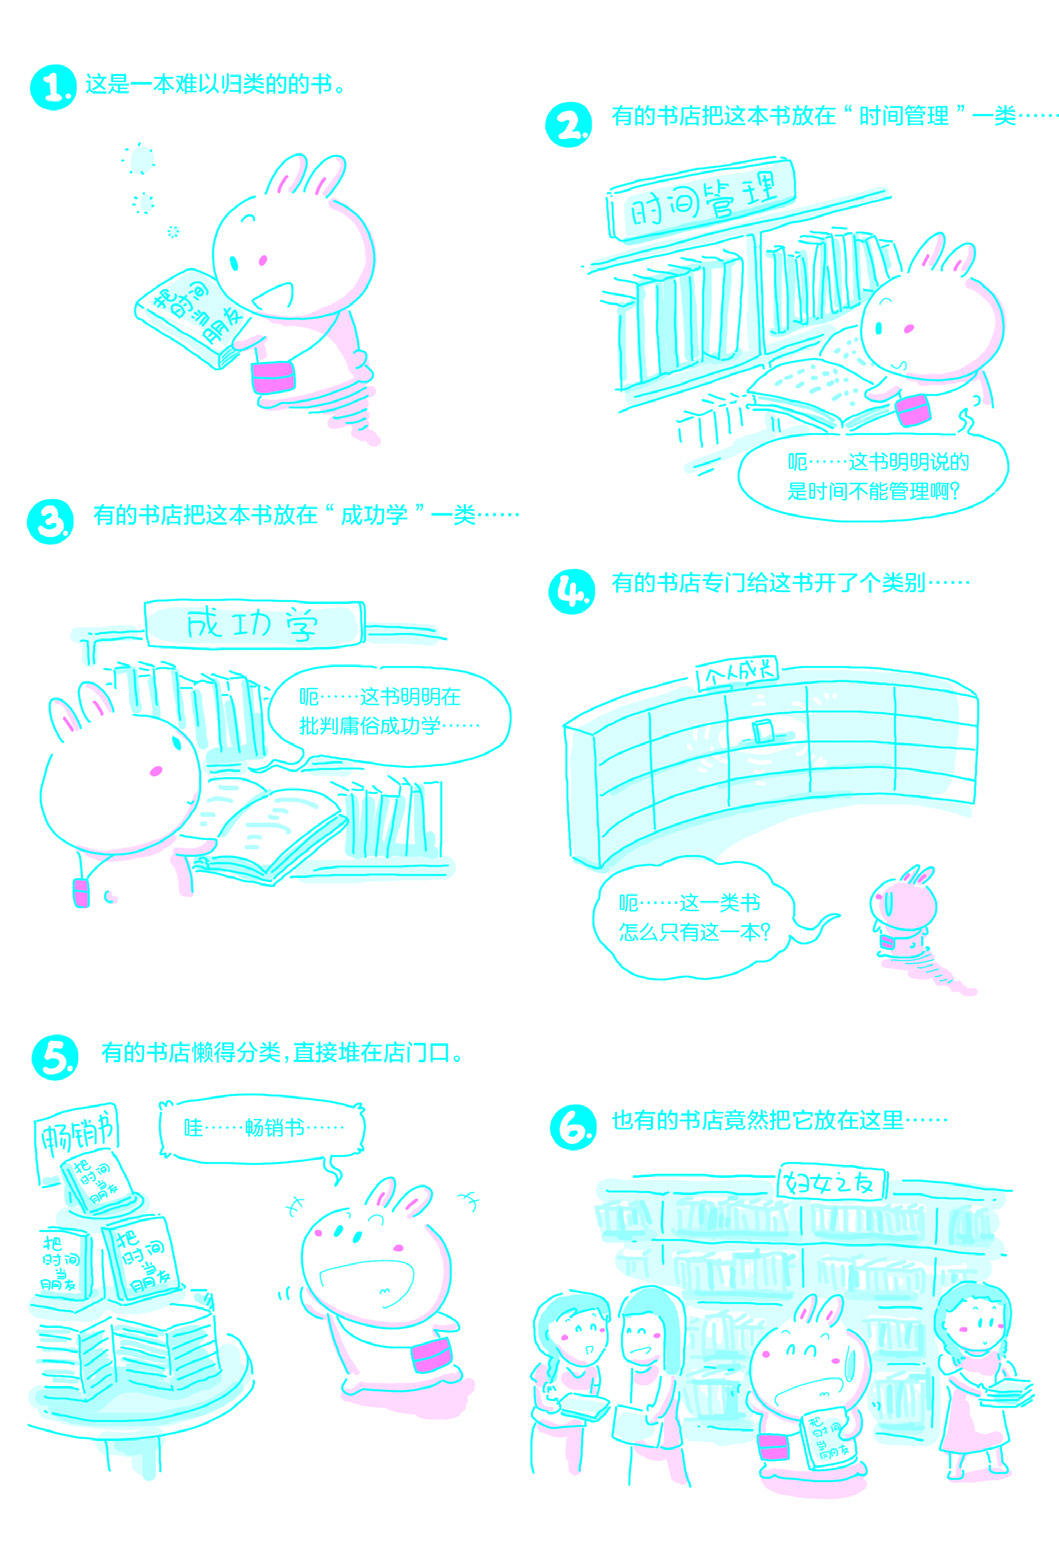 1. 这是一本难以归类的的书。
把时间当朋友
2. 有的书店把这本书放在“时间管理”一类……
时间管理
呃……这书明明说的
是时间不能管理啊？
3. 有的书店把这本书放在“成功学”一类……
成功学
呃……这书明明在
批判庸俗成功学……
4. 有的书店专门给这书开了个类别……
个人成长
呃……这一类书
怎么只有这一本？
5. 有的书店懒得分类，直接堆在店门口。
畅销书
哇……畅销书……
把
时间
当
朋友
把
时间
当
朋友
把
时间
当
朋友
6. 也有的书店竟然把它放在这里……
妇女之友
把
时间
当
朋友